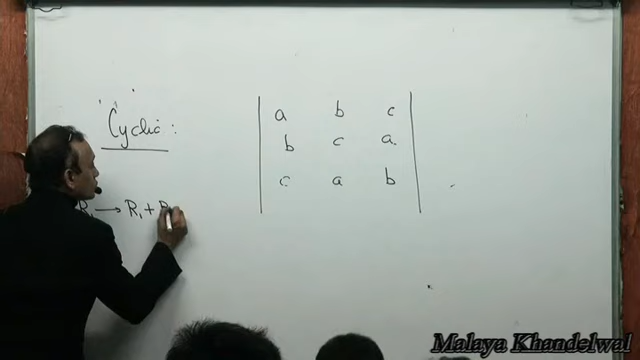 Cyclic:
a b c
b c a
c a b
R₁ → R₁ + R
Malaya Khandelwal